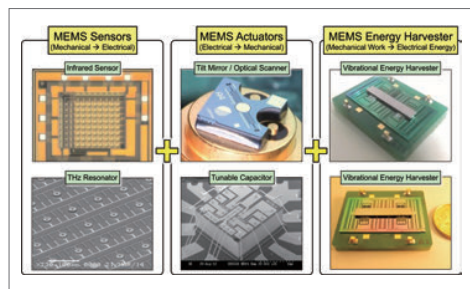 MEMS Sensors
(Mechanical → Electrical)
Infrared Sensor
THz Resonator
MEMS Actuators
(Electrical → Mechanical)
Tilt Mirror / Optical Scanner
Tunable Capacitor
MEMS Energy Harvester
(Mechanical Work → Electrical Energy)
Vibrational Energy Harvester
Vibrational Energy Harvester